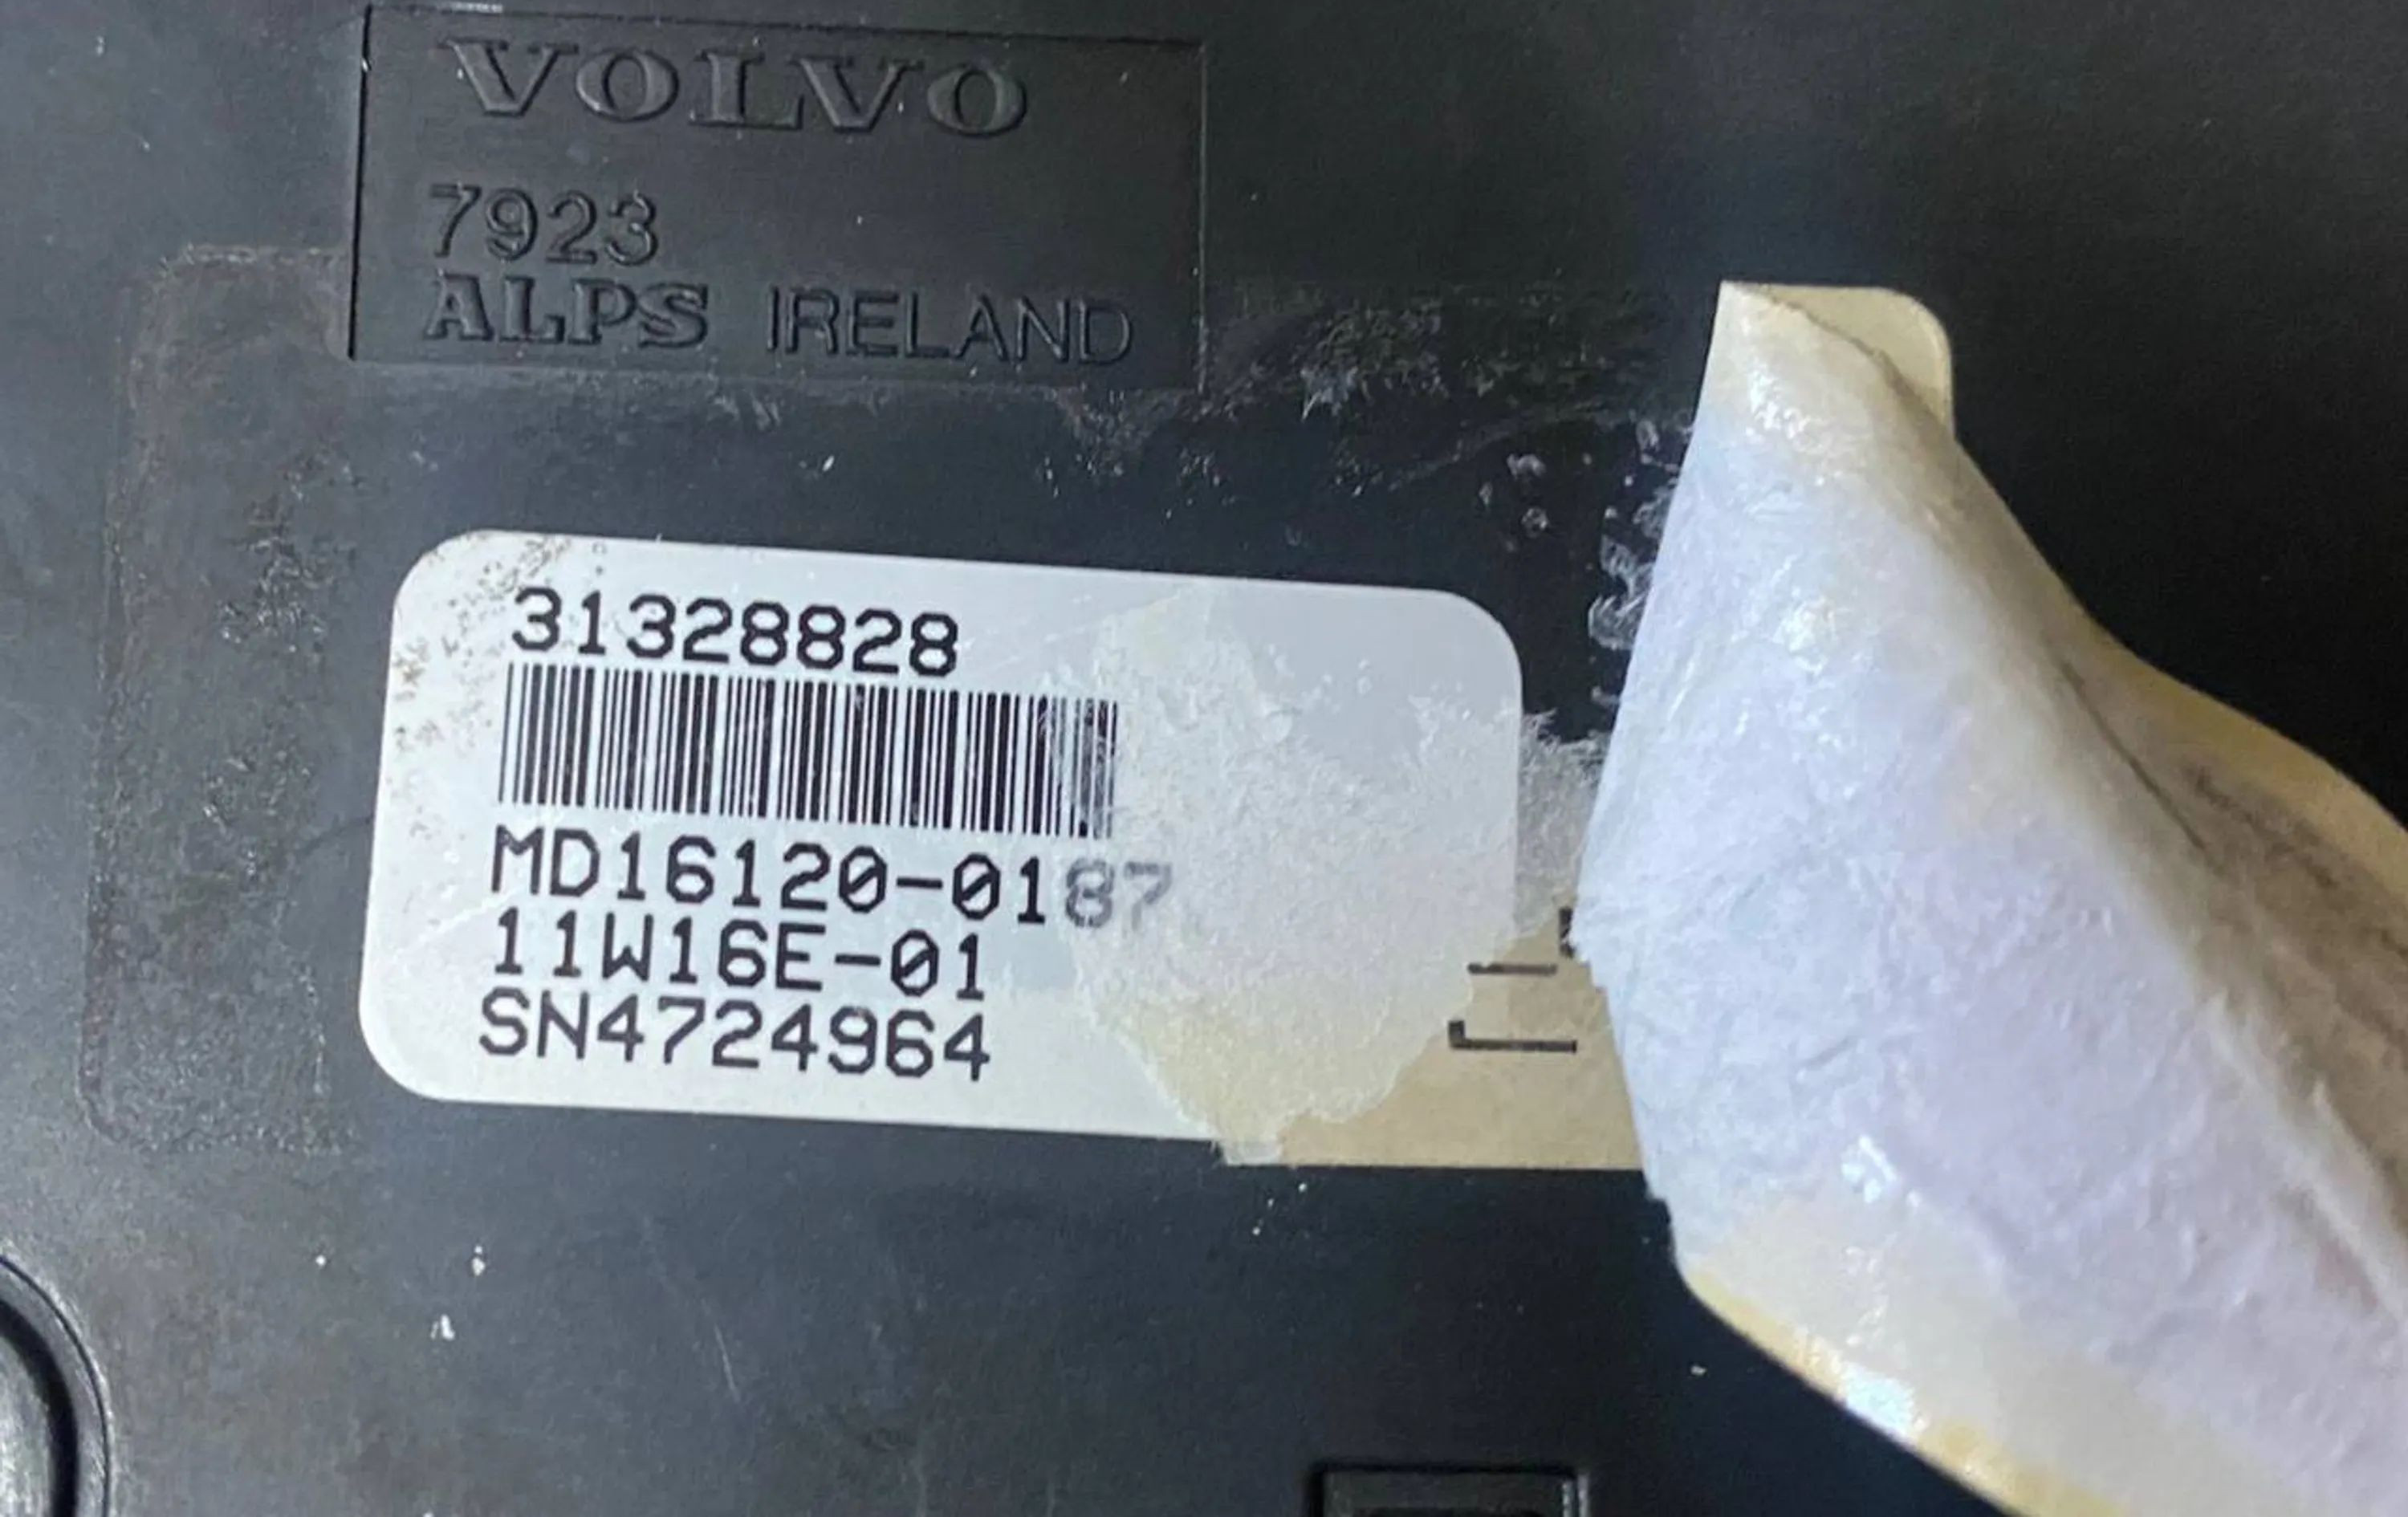 VOLVO
7923
ALPS IRELAND
31328828
MD16120-0187
11W16E-01
SN4724964